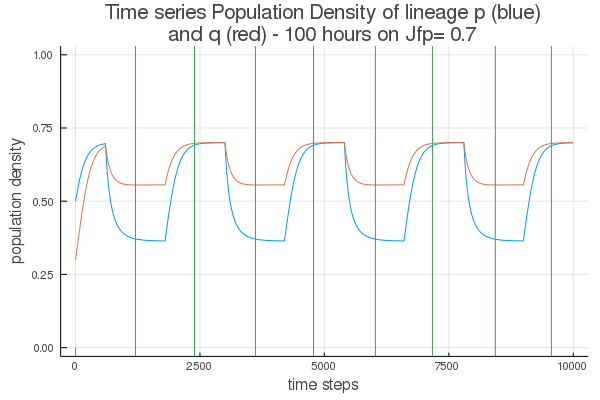 Time series Population Density of lineage p (blue)
and q (red) - 100 hours on Jfp= 0.7
1.00
0.75
0.50
0.25
0.00
population density
0 2500 5000 7500 10000
time steps